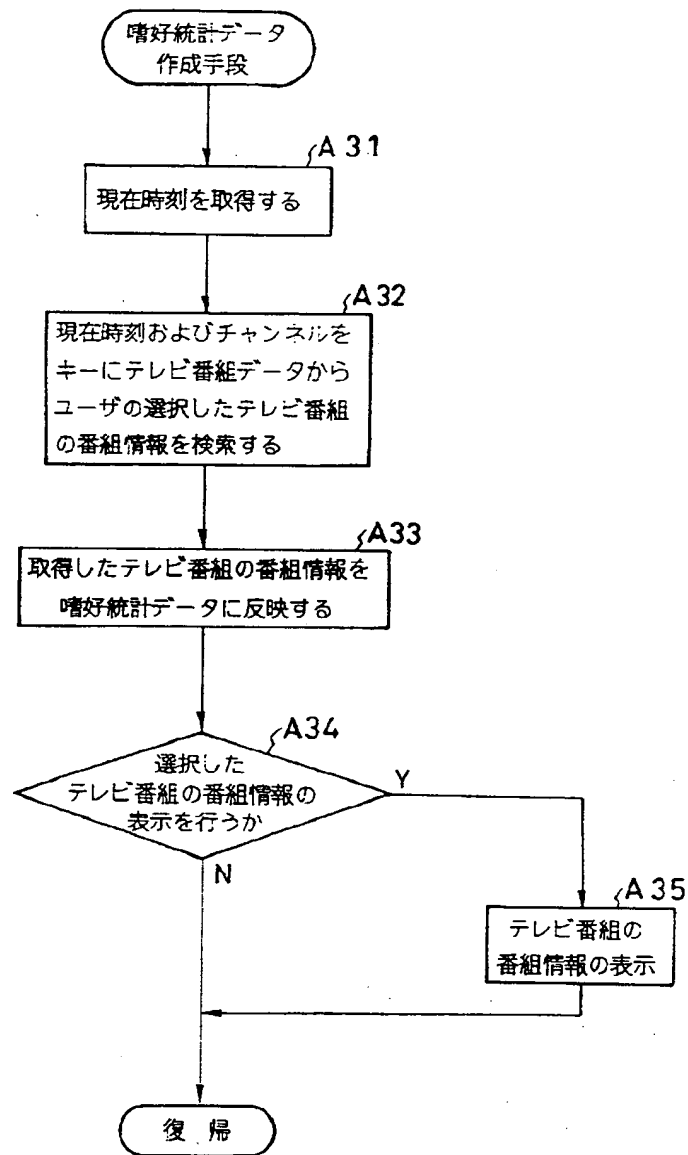 嗜好統計データ
作成手段
A31
現在時刻を取得する
A32
現在時刻およびチャンネルを
キーにテレビ番組データから
ユーザの選択したテレビ番組
の番組情報を検索する
A33
取得したテレビ番組の番組情報を
嗜好統計データに反映する
A34
選択した
テレビ番組の番組情報の
表示を行うか
Y
N
A35
テレビ番組の
番組情報の表示
復帰